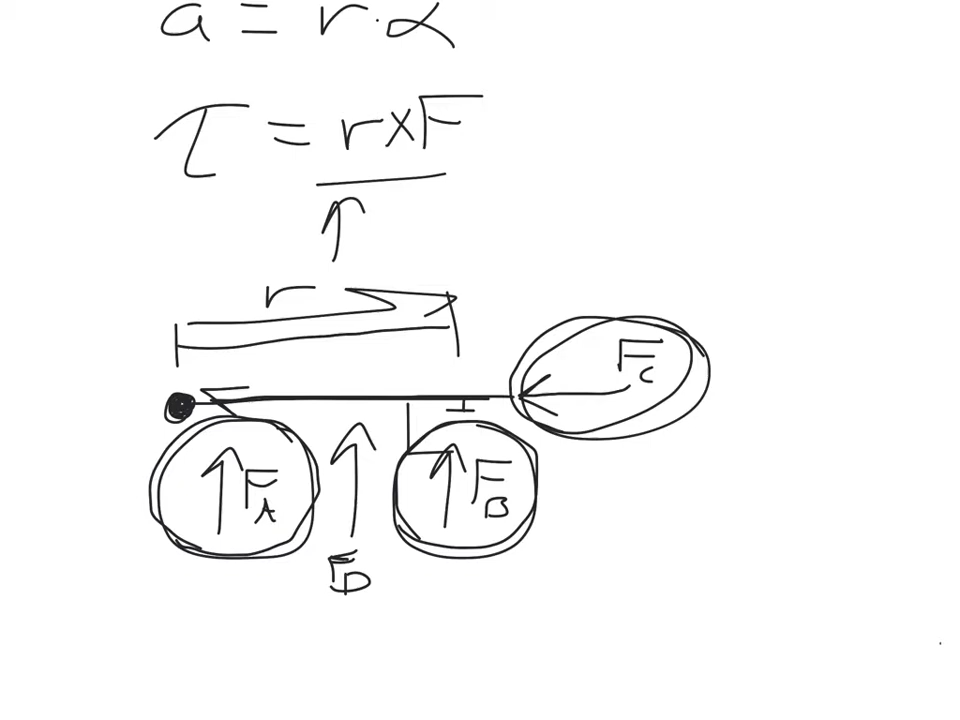 a = r·α
τ = r×F
r
F_C
F_A
F_B
F_D